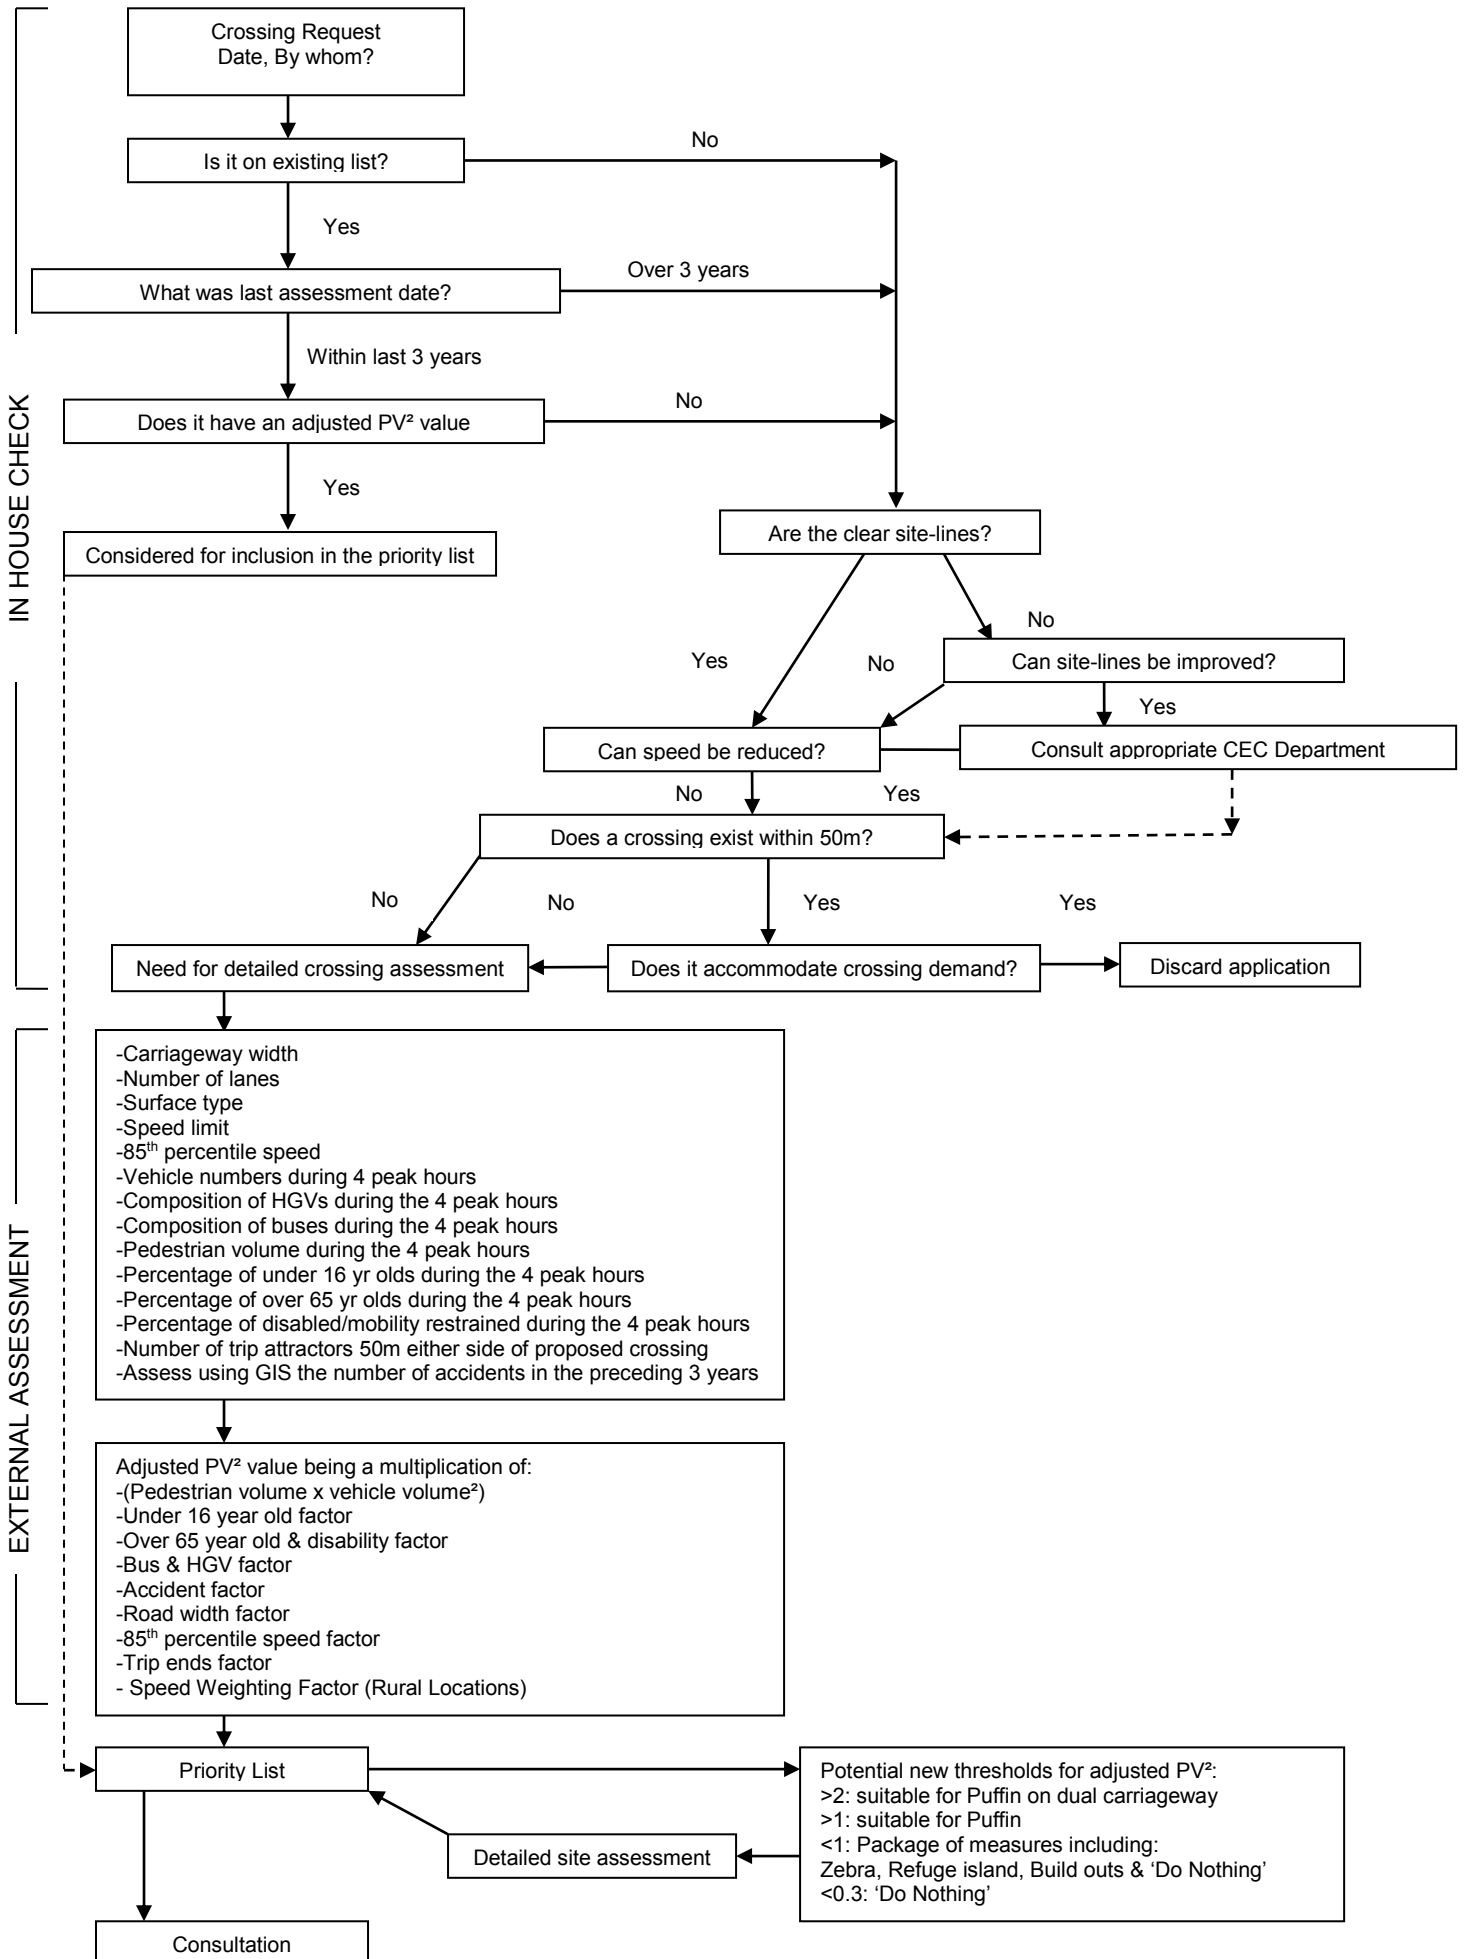 Crossing Request
Date, By whom?
No
Is it on existing list?
Yes
Over 3 years
What was last assessment date?
Within last 3 years
No
Does it have an adjusted PV² value
IN HOUSE CHECK
Yes
Are the clear site-lines?
Considered for inclusion in the priority list
No
Yes
No
Can site-lines be improved?
Yes
Can speed be reduced?
Consult appropriate CEC Department
No
Yes
Does a crossing exist within 50m?
No
No
Yes
Yes
Need for detailed crossing assessment
Does it accommodate crossing demand?
Discard application
EXTERNAL ASSESSMENT
-Carriageway width
-Number of lanes
-Surface type
-Speed limit
-85th percentile speed
-Vehicle numbers during 4 peak hours
-Composition of HGVs during the 4 peak hours
-Composition of buses during the 4 peak hours
-Pedestrian volume during the 4 peak hours
-Percentage of under 16 yr olds during the 4 peak hours
-Percentage of over 65 yr olds during the 4 peak hours
-Percentage of disabled/mobility restrained during the 4 peak hours
-Number of trip attractors 50m either side of proposed crossing
-Assess using GIS the number of accidents in the preceding 3 years
Adjusted PV² value being a multiplication of:
-(Pedestrian volume x vehicle volume²)
-Under 16 year old factor
-Over 65 year old & disability factor
-Bus & HGV factor
-Accident factor
-Road width factor
-85th percentile speed factor
-Trip ends factor
- Speed Weighting Factor (Rural Locations)
Priority List
Potential new thresholds for adjusted PV²:
>2: suitable for Puffin on dual carriageway
>1: suitable for Puffin
<1: Package of measures including:
Zebra, Refuge island, Build outs & ‘Do Nothing’
<0.3: ‘Do Nothing’
Detailed site assessment
Consultation